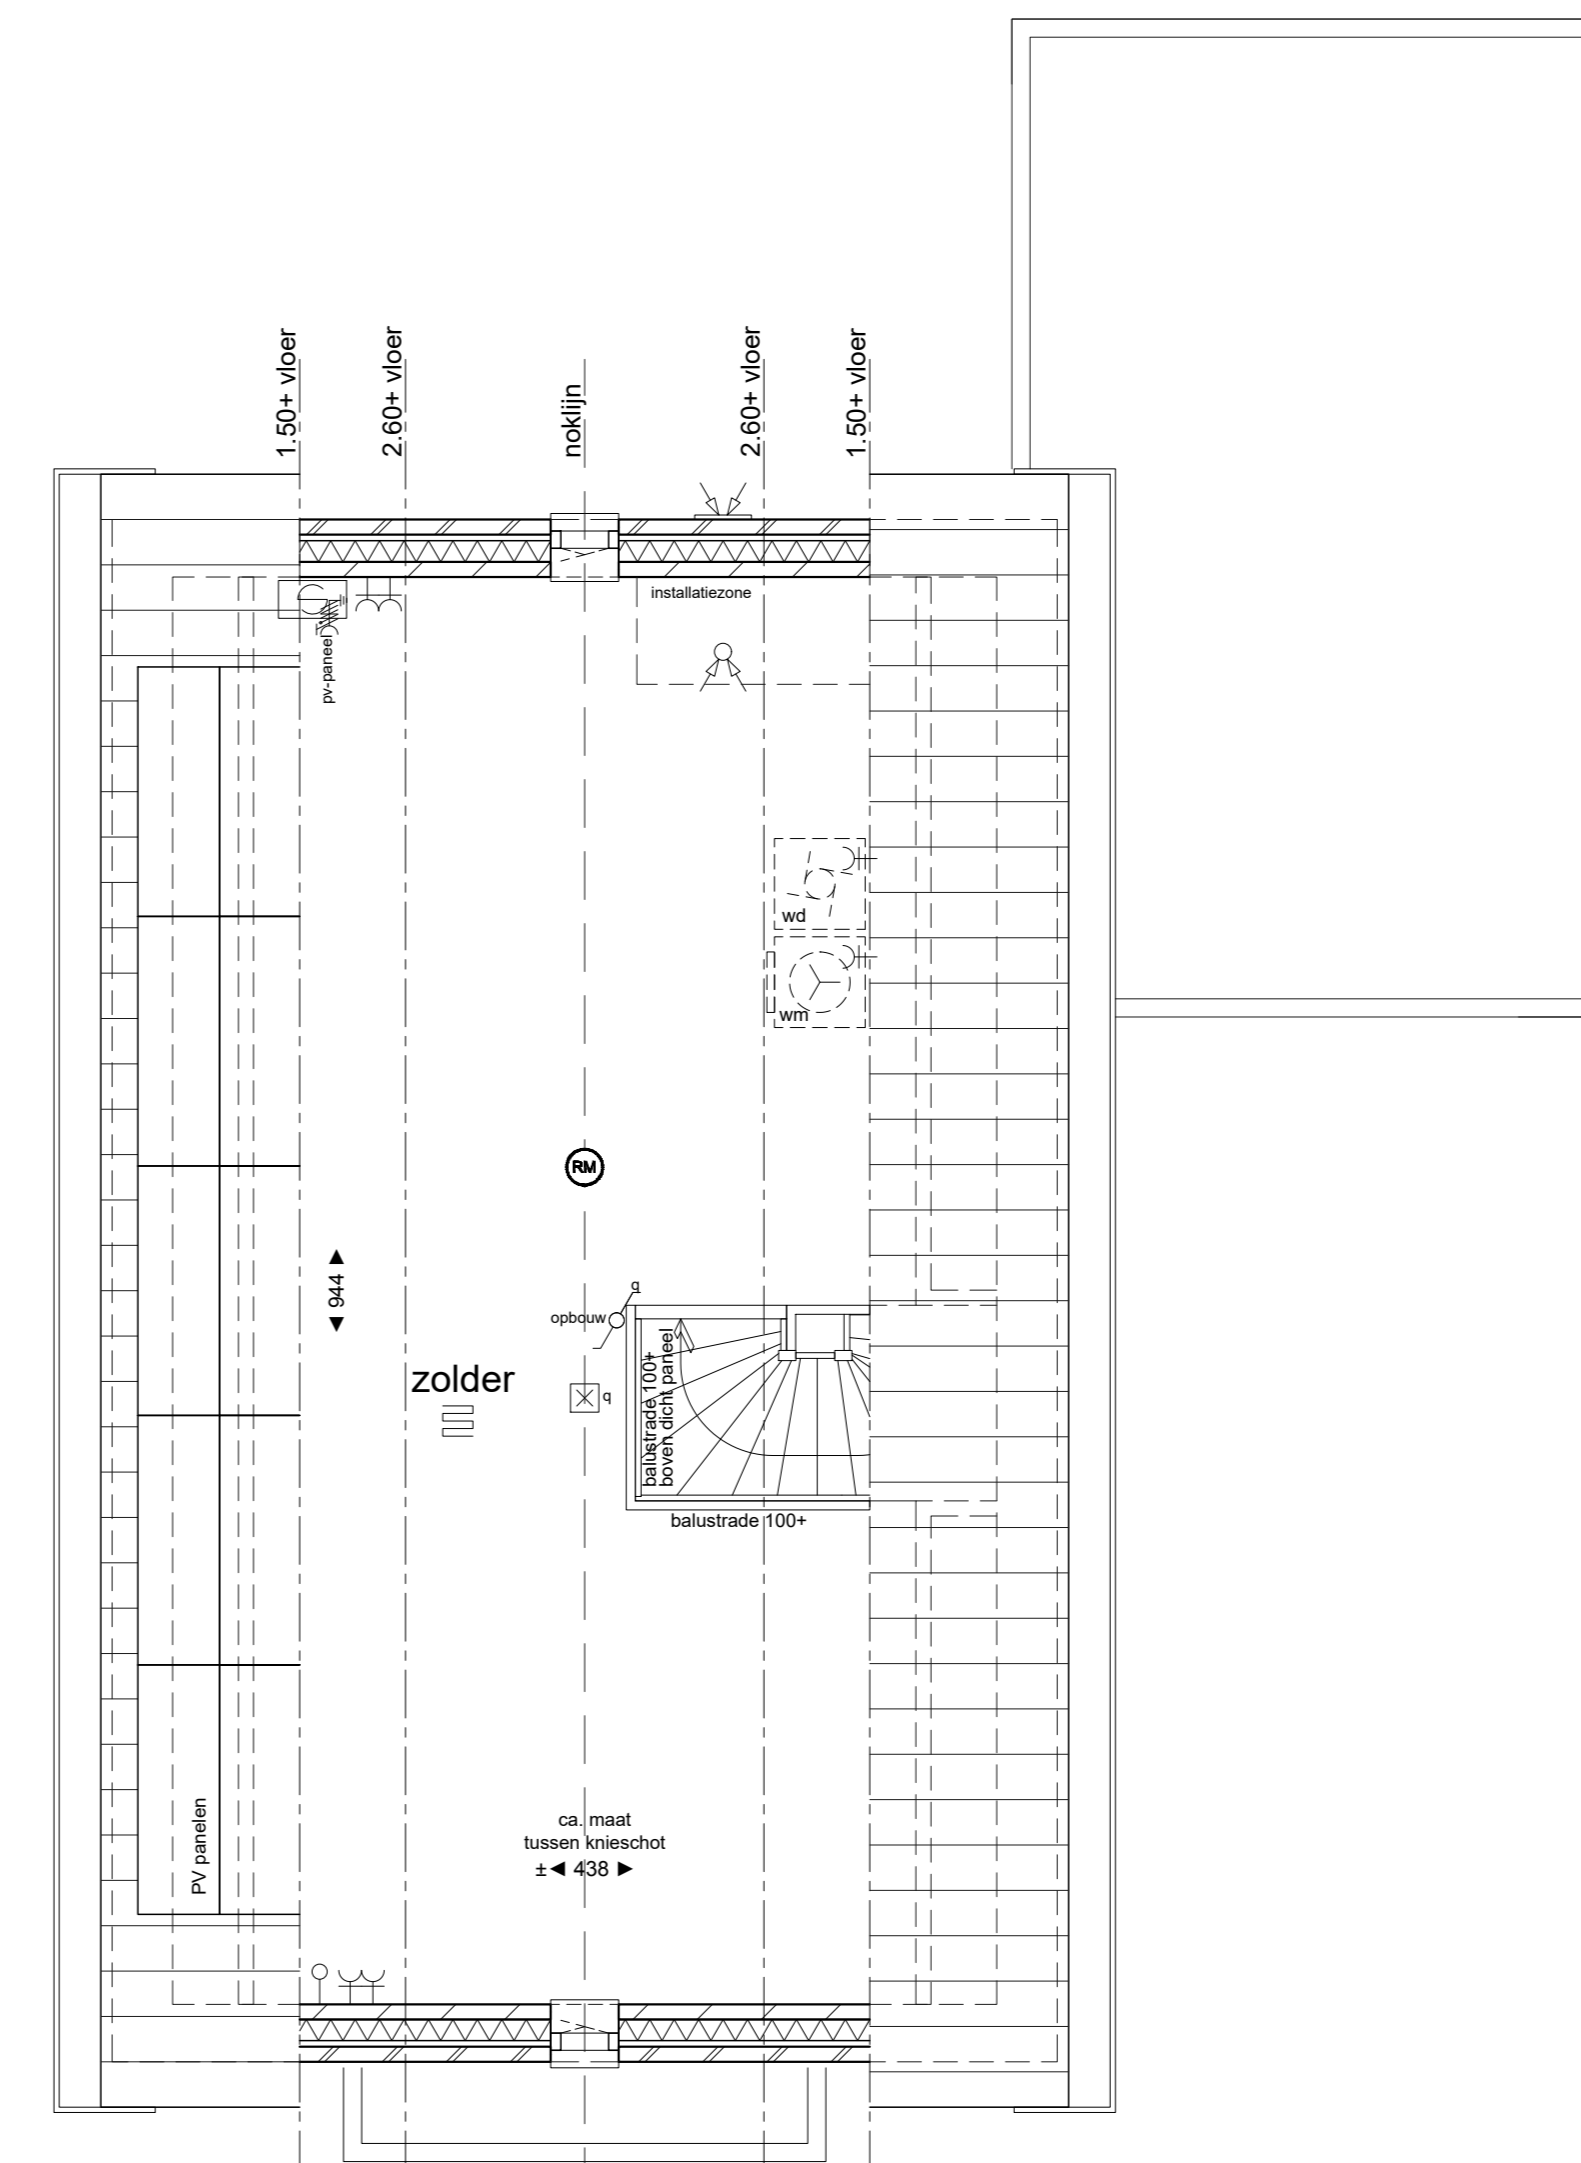 1.50+ vloer
2.60+ vloer
noklijn
2.60+ vloer
1.50+ vloer
installatiezone
pv-paneel
wd
wm
RM
◄ 944 ►
q
opbouw
zolder
q
balustrade 100+
boven dicht paneel
balustrade 100+
PV panelen
ca. maat
tussen knieschot
±◄ 438 ►